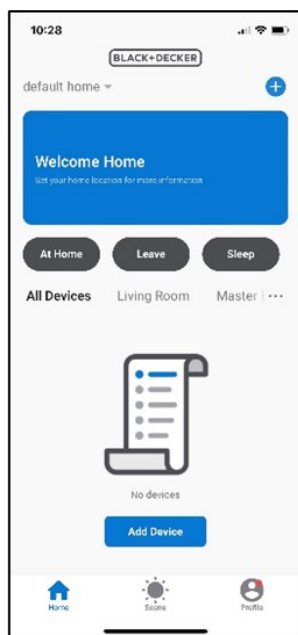 10:28
BLACK+DECKER
default home
Welcome Home
Set your home location for more information
At Home Leave Sleep
All Devices Living Room Master ...
No devices
Add Device
Home Scene Profile